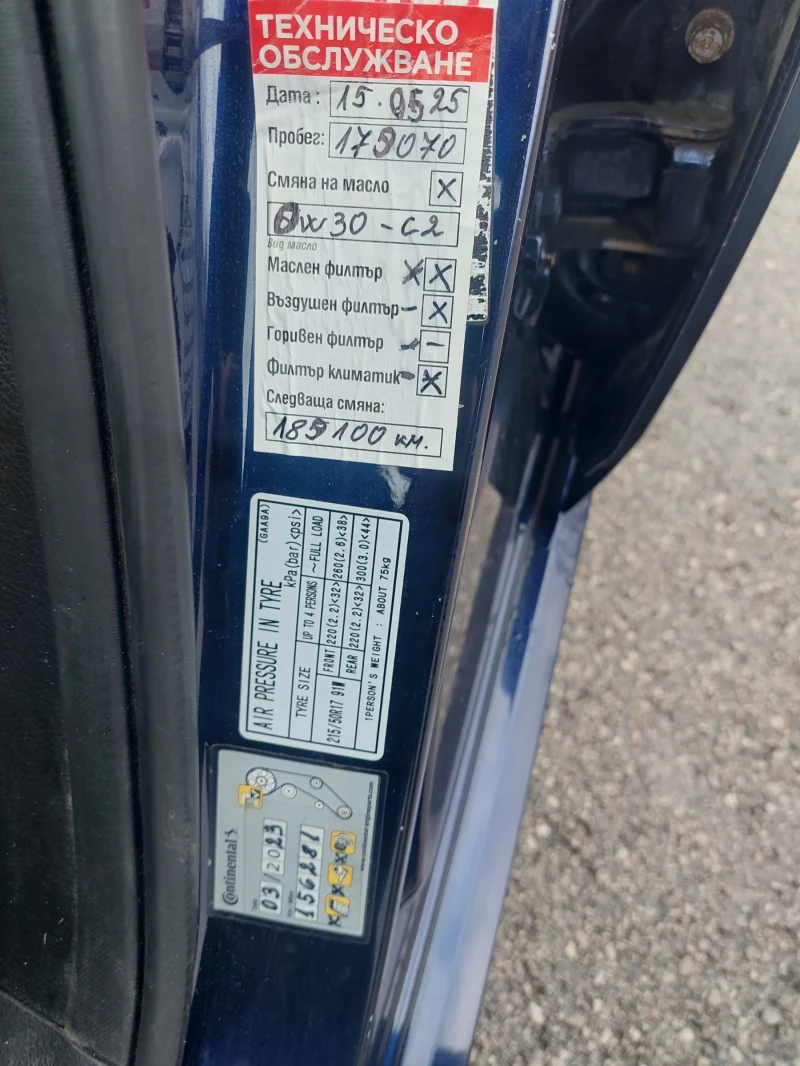 ТЕХНИЧЕСКО
ОБСЛУЖВАНЕ
Дата: 15.0525
Пробег: 179070
Смяна на масло X
0w30-c2
Вид масло
Маслен филтър X X
Въздушен филтър - X
Горивен филтър - -
Филтър климатик - X
Следваща смяна:
189100 км.
AIR PRESSURE IN TYRE (GAA9A)
kPa(bar)<psi>
TYRE SIZE UP TO 4 PERSONS ~FULL LOAD
215/50R17 91W FRONT 220(2.2)<32> 260(2.6)<38>
REAR 220(2.2)<32> 300(3.0)<44>
1PERSON'S WEIGHT : ABOUT 75kg
Continental
03/2023
156281